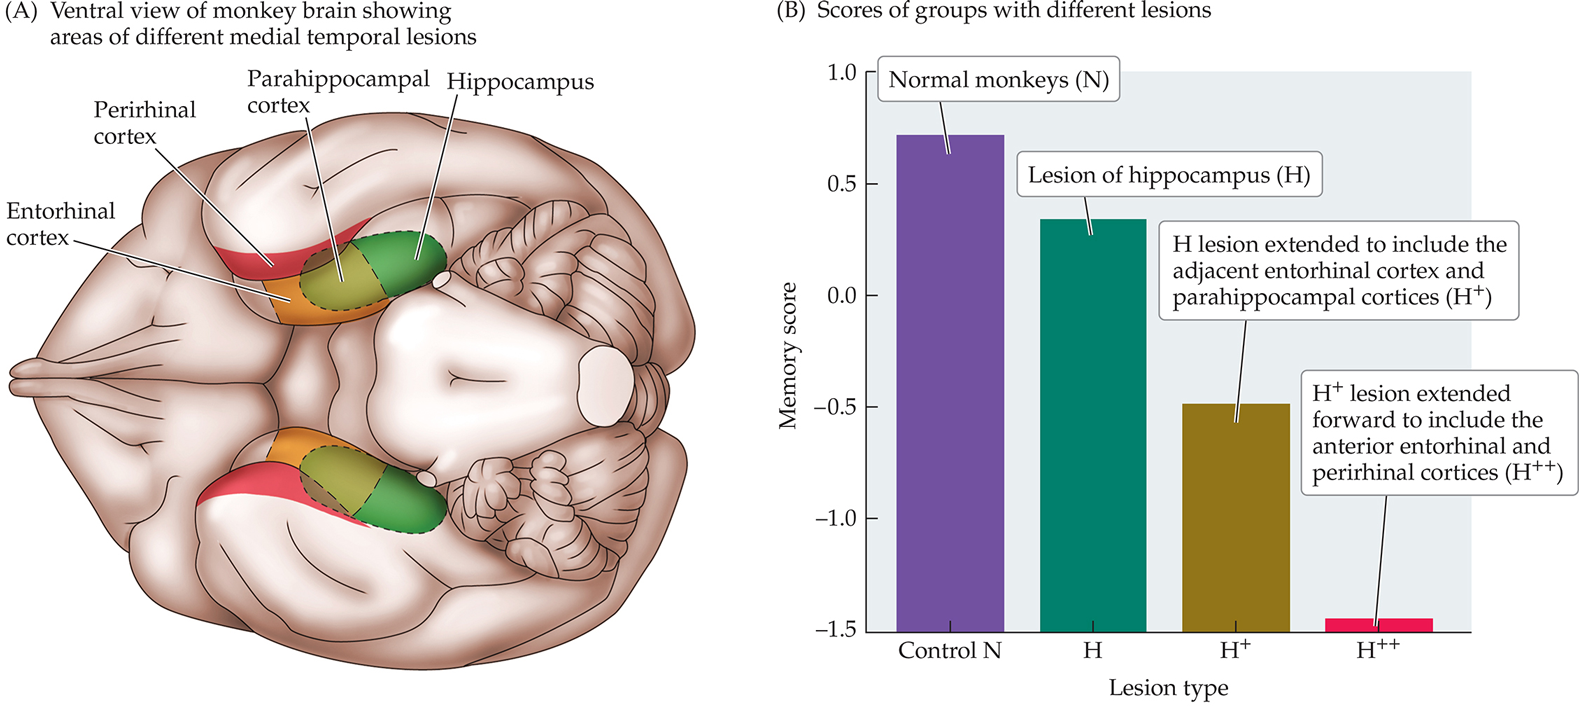 (A) Ventral view of monkey brain showing
areas of different medial temporal lesions
Parahippocampal
cortex
Hippocampus
Perirhinal
cortex
Entorhinal
cortex
(B) Scores of groups with different lesions
1.0
0.5
0.0
–0.5
–1.0
–1.5
Memory score
Normal monkeys (N)
Lesion of hippocampus (H)
H lesion extended to include the
adjacent entorhinal cortex and
parahippocampal cortices (H⁺)
H⁺ lesion extended
forward to include the
anterior entorhinal and
perirhinal cortices (H⁺⁺)
Control N
H
H⁺
H⁺⁺
Lesion type